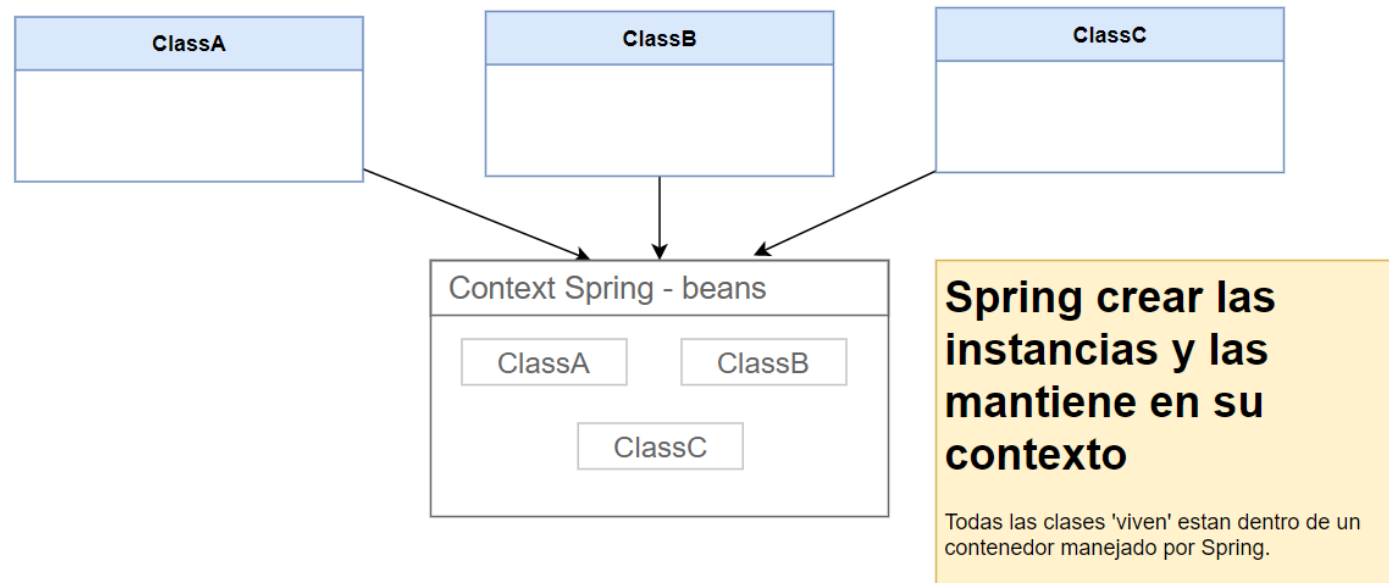 ClassA
ClassB
ClassC
Context Spring - beans
ClassA
ClassB
ClassC
Spring crear las
instancias y las
mantiene en su
contexto
Todas las clases 'viven' estan dentro de un
contenedor manejado por Spring.